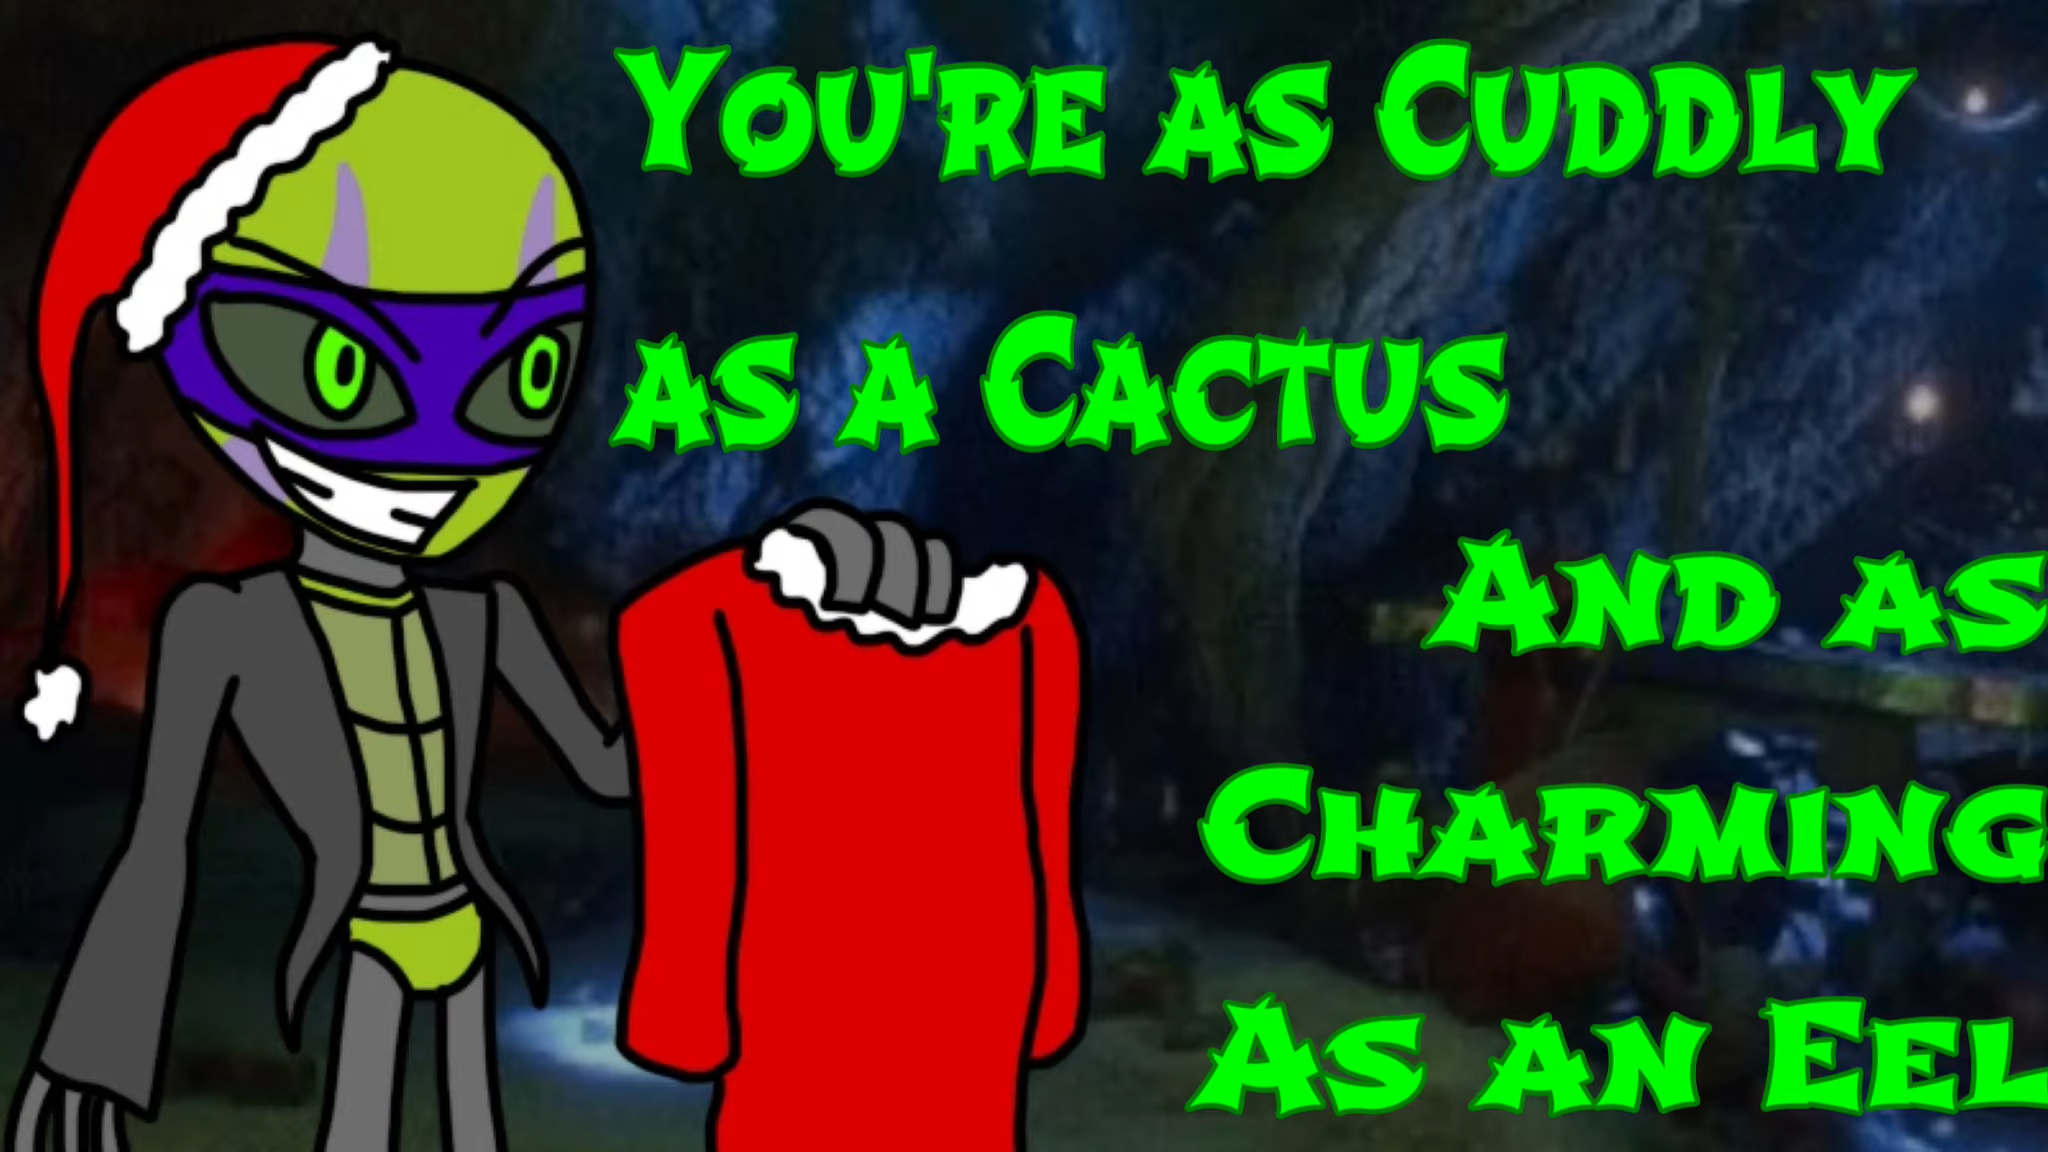 You're as Cuddly
as a Cactus
And as
Charming
As an Eel